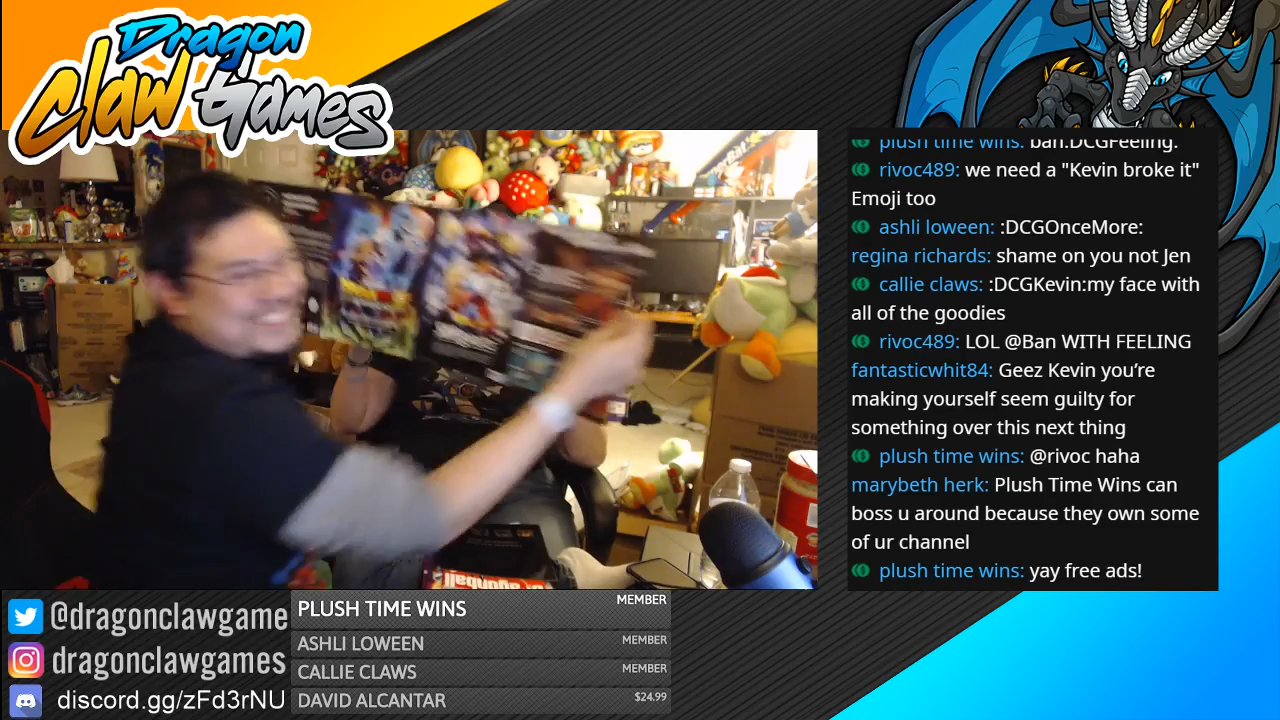 Dragon
Claw Games
plush time wins: ban.DCGFeeling.
rivoc489: we need a "Kevin broke it"
Emoji too
ashli loween: :DCGOnceMore:
regina richards: shame on you not Jen
callie claws: :DCGKevin:my face with
all of the goodies
rivoc489: LOL @Ban WITH FEELING
fantasticwhit84: Geez Kevin you’re
making yourself seem guilty for
something over this next thing
plush time wins: @rivoc haha
marybeth herk: Plush Time Wins can
boss u around because they own some
of ur channel
plush time wins: yay free ads!
@dragonclawgame
dragonclawgames
discord.gg/zFd3rNU
PLUSH TIME WINS MEMBER
ASHLI LOWEEN MEMBER
CALLIE CLAWS MEMBER
DAVID ALCANTAR $24.99